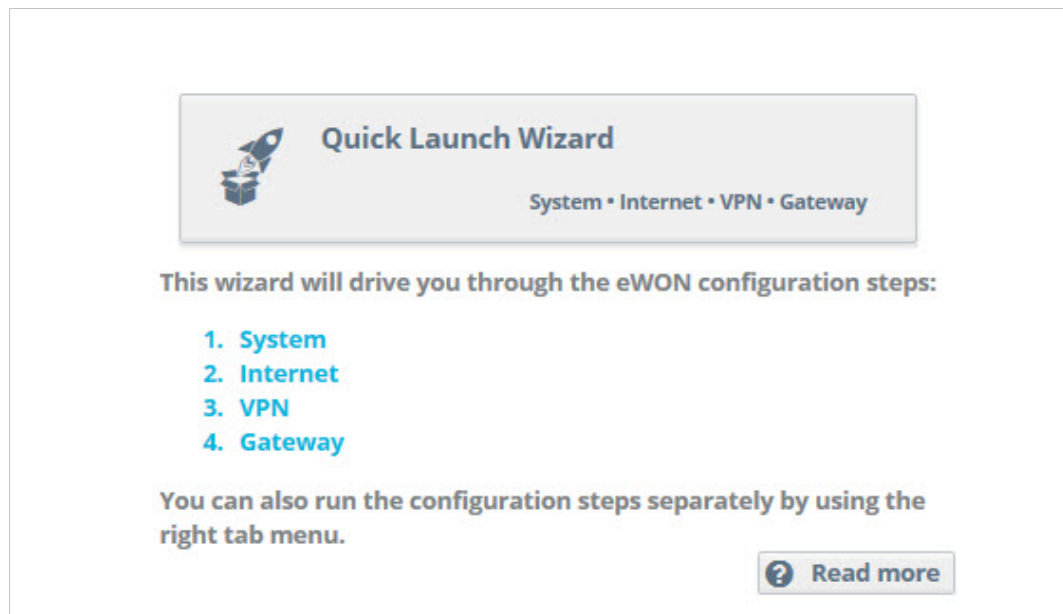 Quick Launch Wizard
System • Internet • VPN • Gateway
This wizard will drive you through the eWON configuration steps:
1. System
2. Internet
3. VPN
4. Gateway
You can also run the configuration steps separately by using the
right tab menu.
? Read more